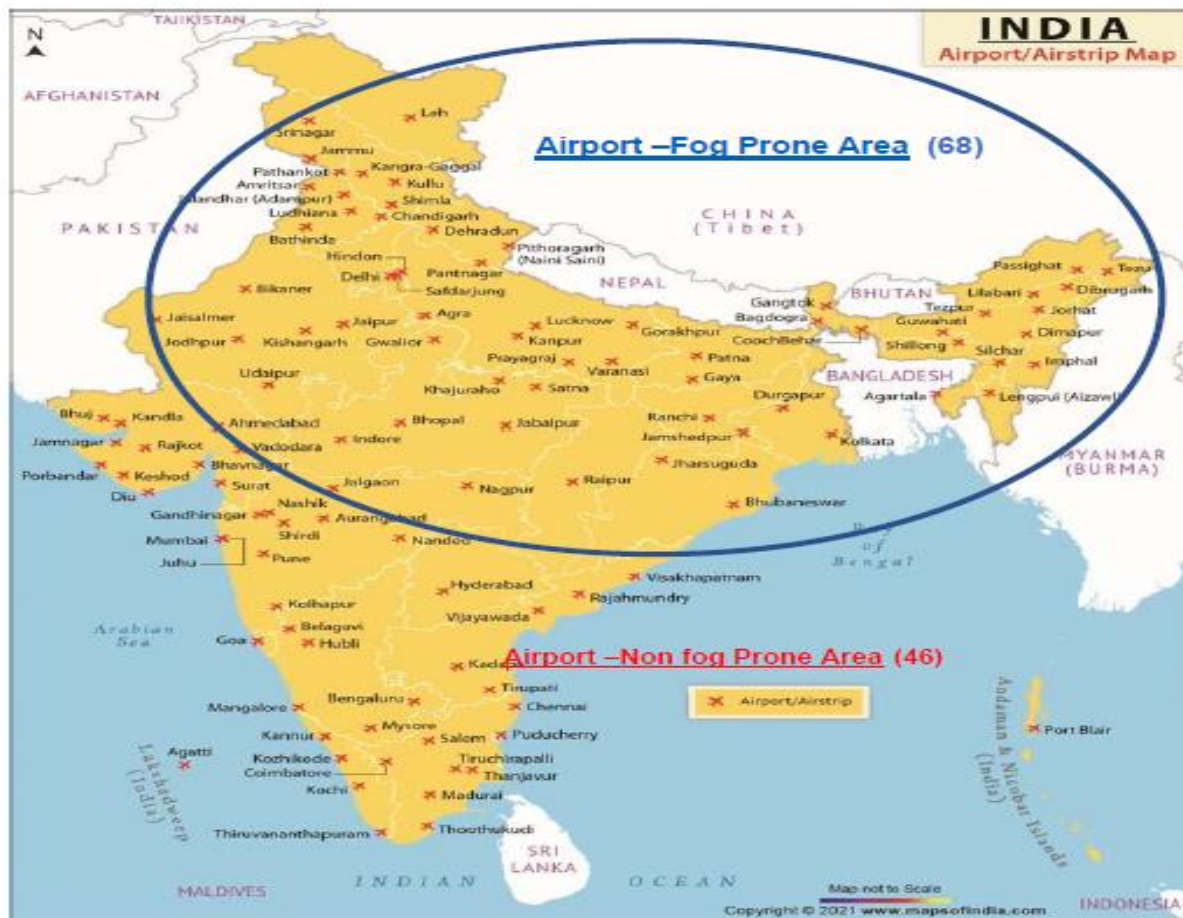 TAJIKISTAN
INDIA
Airport/Airstrip Map
N
AFGHANISTAN
Leh
Srinagar
Airport –Fog Prone Area (68)
Jammu
Pathankot
Kangra-Gaggal
Amritsar
Kullu
(Adampur)
Shimla
Ludhiana
Chandigarh
CHINA
(Tibet)
PAKISTAN
Dehradun
Bathinda
Pithoragarh
(Naini Saini)
Hindon
Passighat
Tezu
Delhi
Pantnagar
NEPAL
Bikaner
Safdarjung
Gangtok
BHUTAN
Lilabari
Dibrugarh
Bagdogra
Tezpur
Jaisalmer
Jaipur
Agra
Lucknow
Gorakhpur
Guwahati
Jorhat
Jodhpur
Kishangarh
Gwalior
Kanpur
CoochBehar
Shillong
Dimapur
Prayagraj
Patna
Silchar
Imphal
Udaipur
Varanasi
BANGLADESH
Khajuraho
Satna
Gaya
Durgapur
Agartala
Lengpui (Aizawl)
Bhuj
Kandla
Ahmedabad
Bhopal
Jabalpur
Ranchi
Jamnagar
Rajkot
Indore
Jamshedpur
Kolkata
Vadodara
MYANMAR
(BURMA)
Porbandar
Keshod
Bhavnagar
Jharsuguda
Diu
Surat
Jalgaon
Nagpur
Raipur
Nashik
Bhubaneswar
Gandhinagar
Aurangabad
Shirdi
Mumbai
Nanded
of
Bengal
Juhu
Pune
Hyderabad
Visakhapatnam
Rajahmundry
Kolhapur
Vijayawada
Arabian
Sea
Belagavi
Goa
Hubli
Airport –Non fog Prone Area (46)
Tirupati
Bengaluru
Airport/Airstrip
Mangalore
Chennai
Mysore
Andaman & Nicobar Islands
(India)
Port Blair
Kannur
Salem
Puducherry
Agatti
Lakshadweep
(India)
Kozhikode
Tiruchirapalli
Coimbatore
Thanjavur
Kochi
Madurai
Thiruvananthapuram
Thoothukudi
SRI
LANKA
MALDIVES
INDIAN OCEAN
Map not to Scale
INDONESIA
Copyright © 2021 www.mapsofindia.com